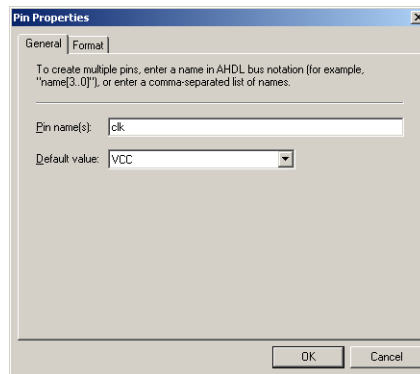 Pin Properties
General Format
To create multiple pins, enter a name in AHDL bus notation (for example,
"name[3..0]"), or enter a comma-separated list of names.
Pin name(s): clk
Default value: VCC
OK Cancel